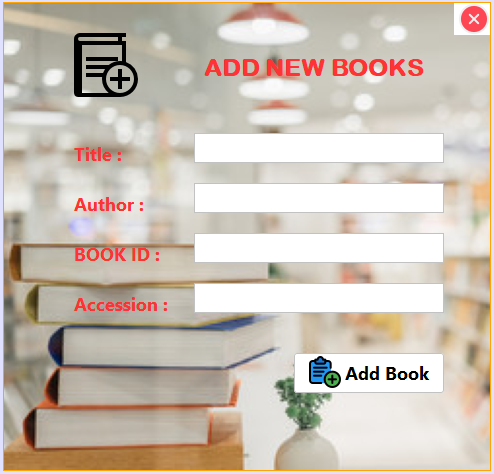 ADD NEW BOOKS
Title :
Author :
BOOK ID :
Accession :
Add Book